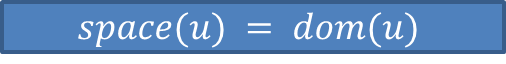 space(u) = dom(u)